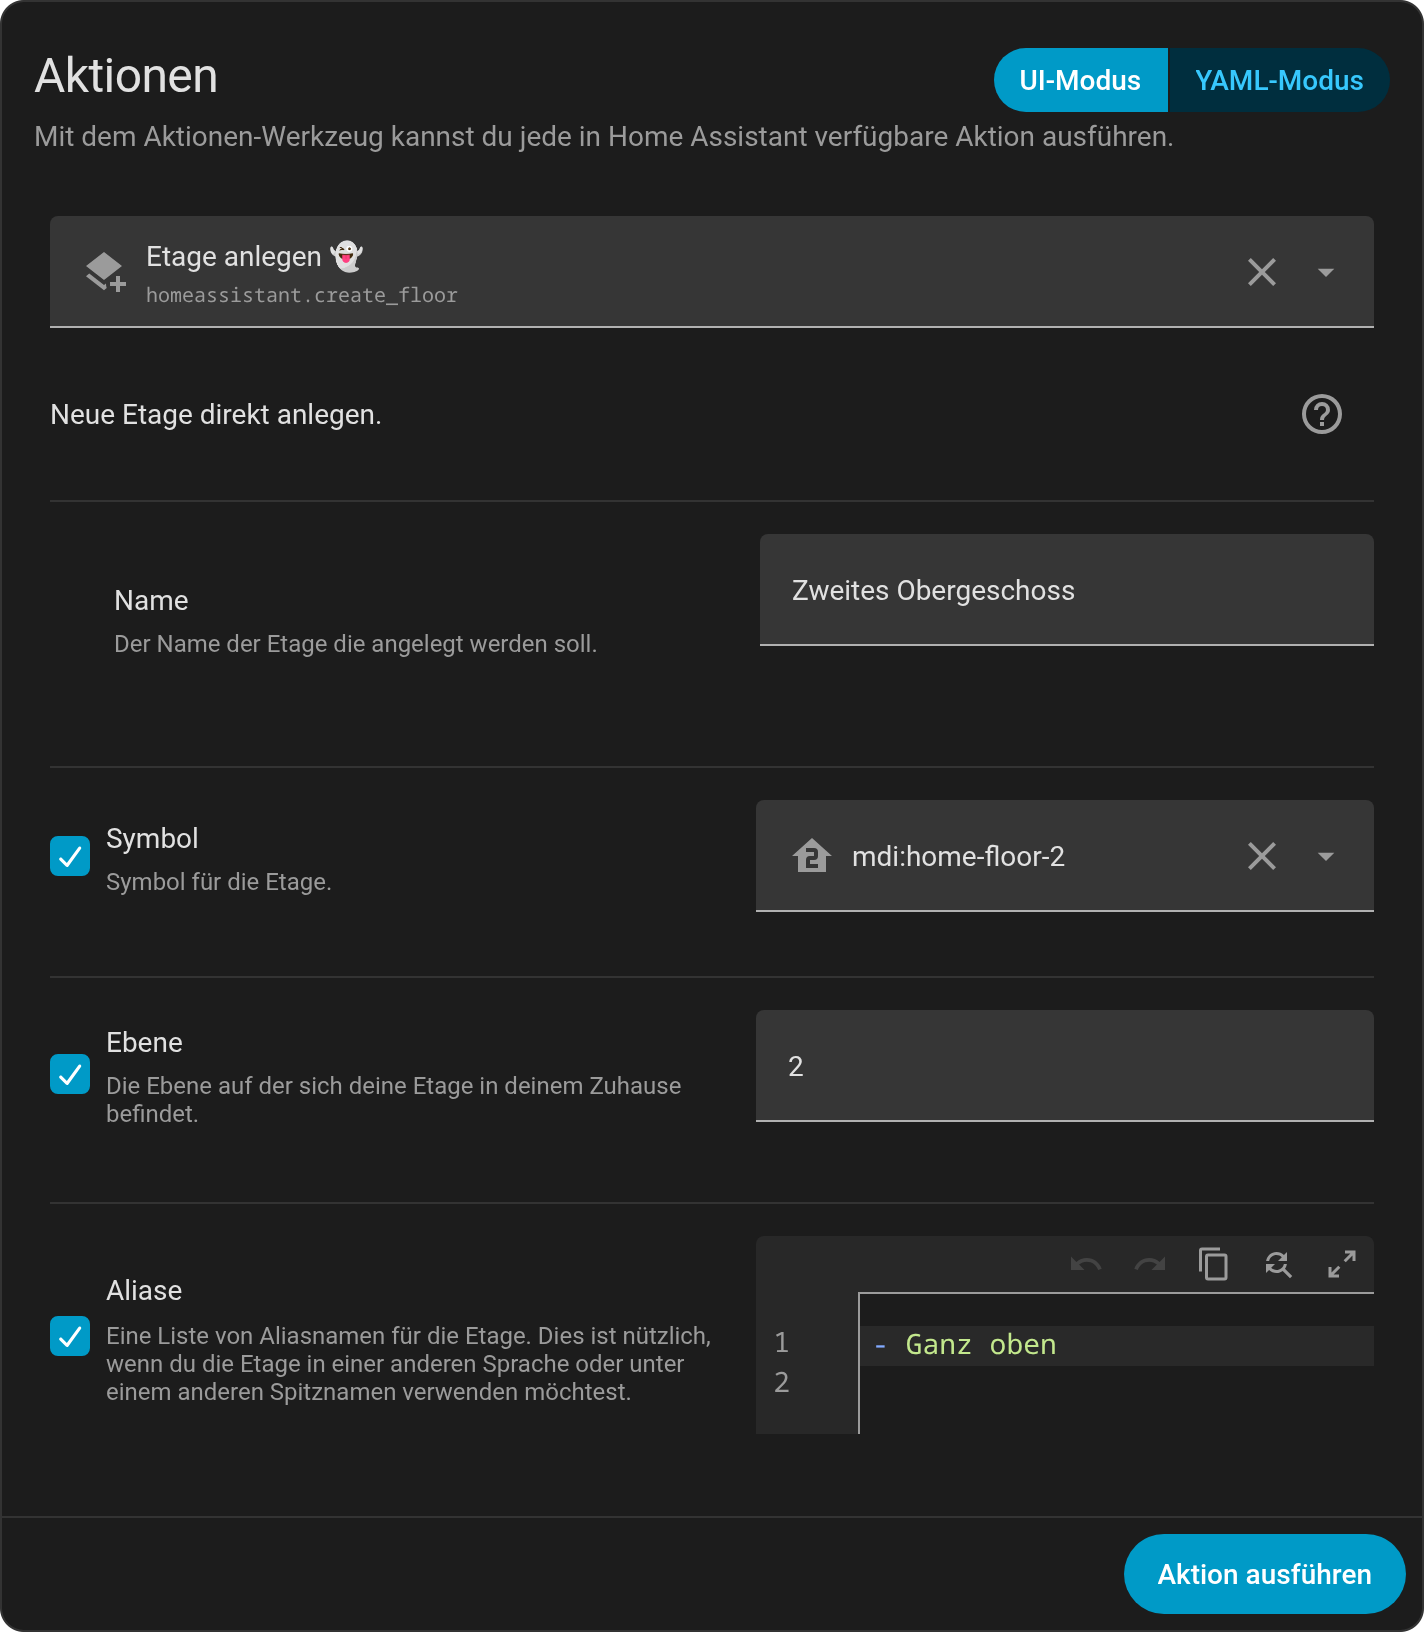 Aktionen
UI-Modus
YAML-Modus
Mit dem Aktionen-Werkzeug kannst du jede in Home Assistant verfügbare Aktion ausführen.
Etage anlegen 👻
homeassistant.create_floor
Neue Etage direkt anlegen.
Name
Der Name der Etage die angelegt werden soll.
Zweites Obergeschoss
Symbol
Symbol für die Etage.
2
mdi:home-floor-2
Ebene
Die Ebene auf der sich deine Etage in deinem Zuhause
befindet.
2
Aliase
Eine Liste von Aliasnamen für die Etage. Dies ist nützlich,
wenn du die Etage in einer anderen Sprache oder unter
einem anderen Spitznamen verwenden möchtest.
1 - Ganz oben
2
Aktion ausführen